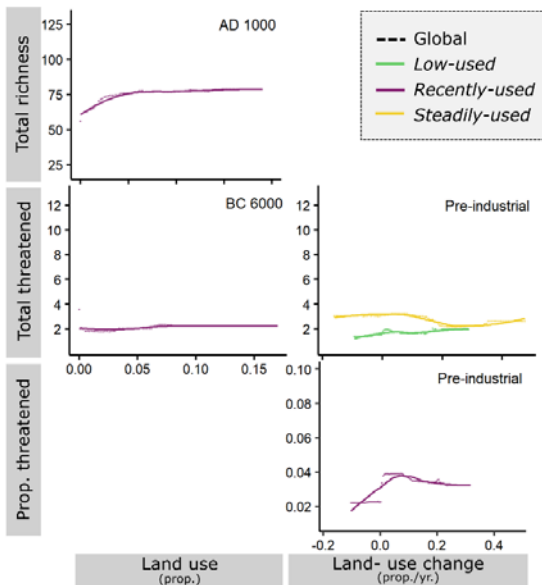 Total richness
125
100
75
50
25
AD 1000
Global
Low-used
Recently-used
Steadily-used
Total threatened
12
10
8
6
4
2
BC 6000
0.00 0.05 0.10 0.15
12
10
8
6
4
2
Pre-industrial
Prop. threatened
0.10
0.08
0.06
0.04
0.02
Pre-industrial
-0.2 0.0 0.2 0.4
Land use
(prop.)
Land- use change
(prop./yr.)